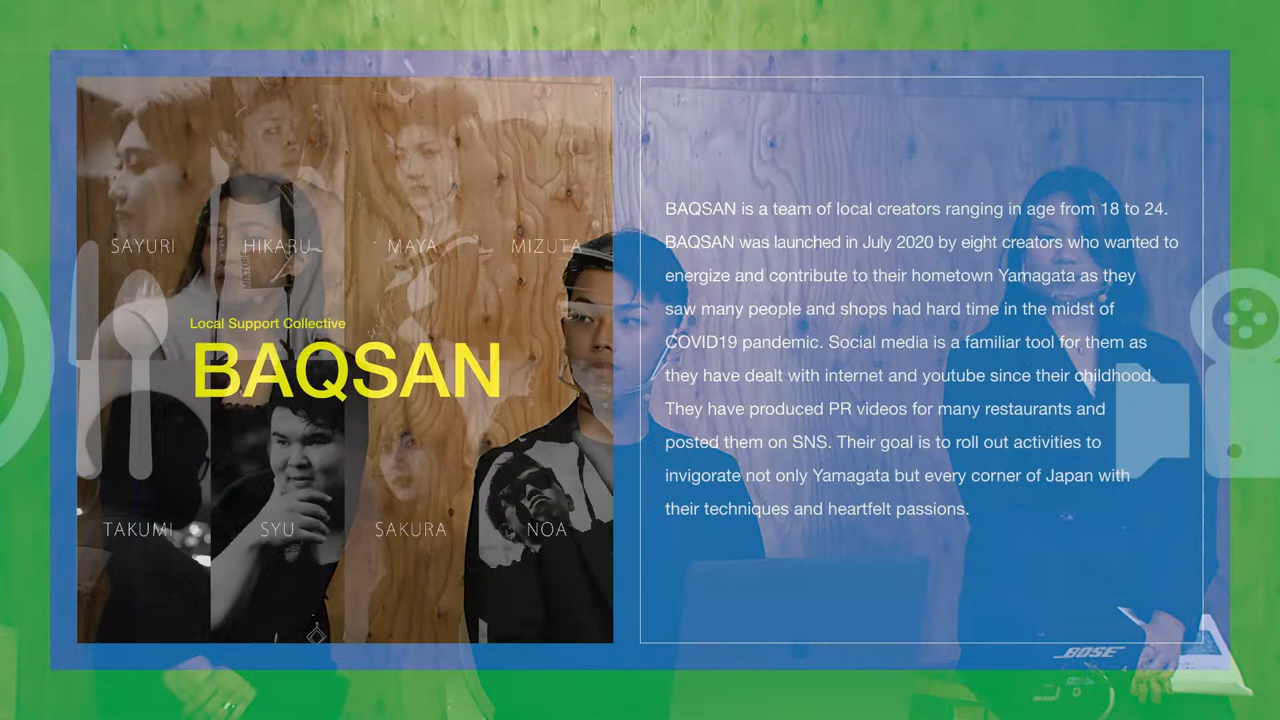 SAYURI
HIKARU
MAYA
MIZUTA
Local Support Collective
BAQSAN
TAKUMI
SYU
SAKURA
NOA
BAQSAN is a team of local creators ranging in age from 18 to 24.
BAQSAN was launched in July 2020 by eight creators who wanted to
energize and contribute to their hometown Yamagata as they
saw many people and shops had hard time in the midst of
COVID19 pandemic. Social media is a familiar tool for them as
they have dealt with internet and youtube since their childhood.
They have produced PR videos for many restaurants and
posted them on SNS. Their goal is to roll out activities to
invigorate not only Yamagata but every corner of Japan with
their techniques and heartfelt passions.
BOSE